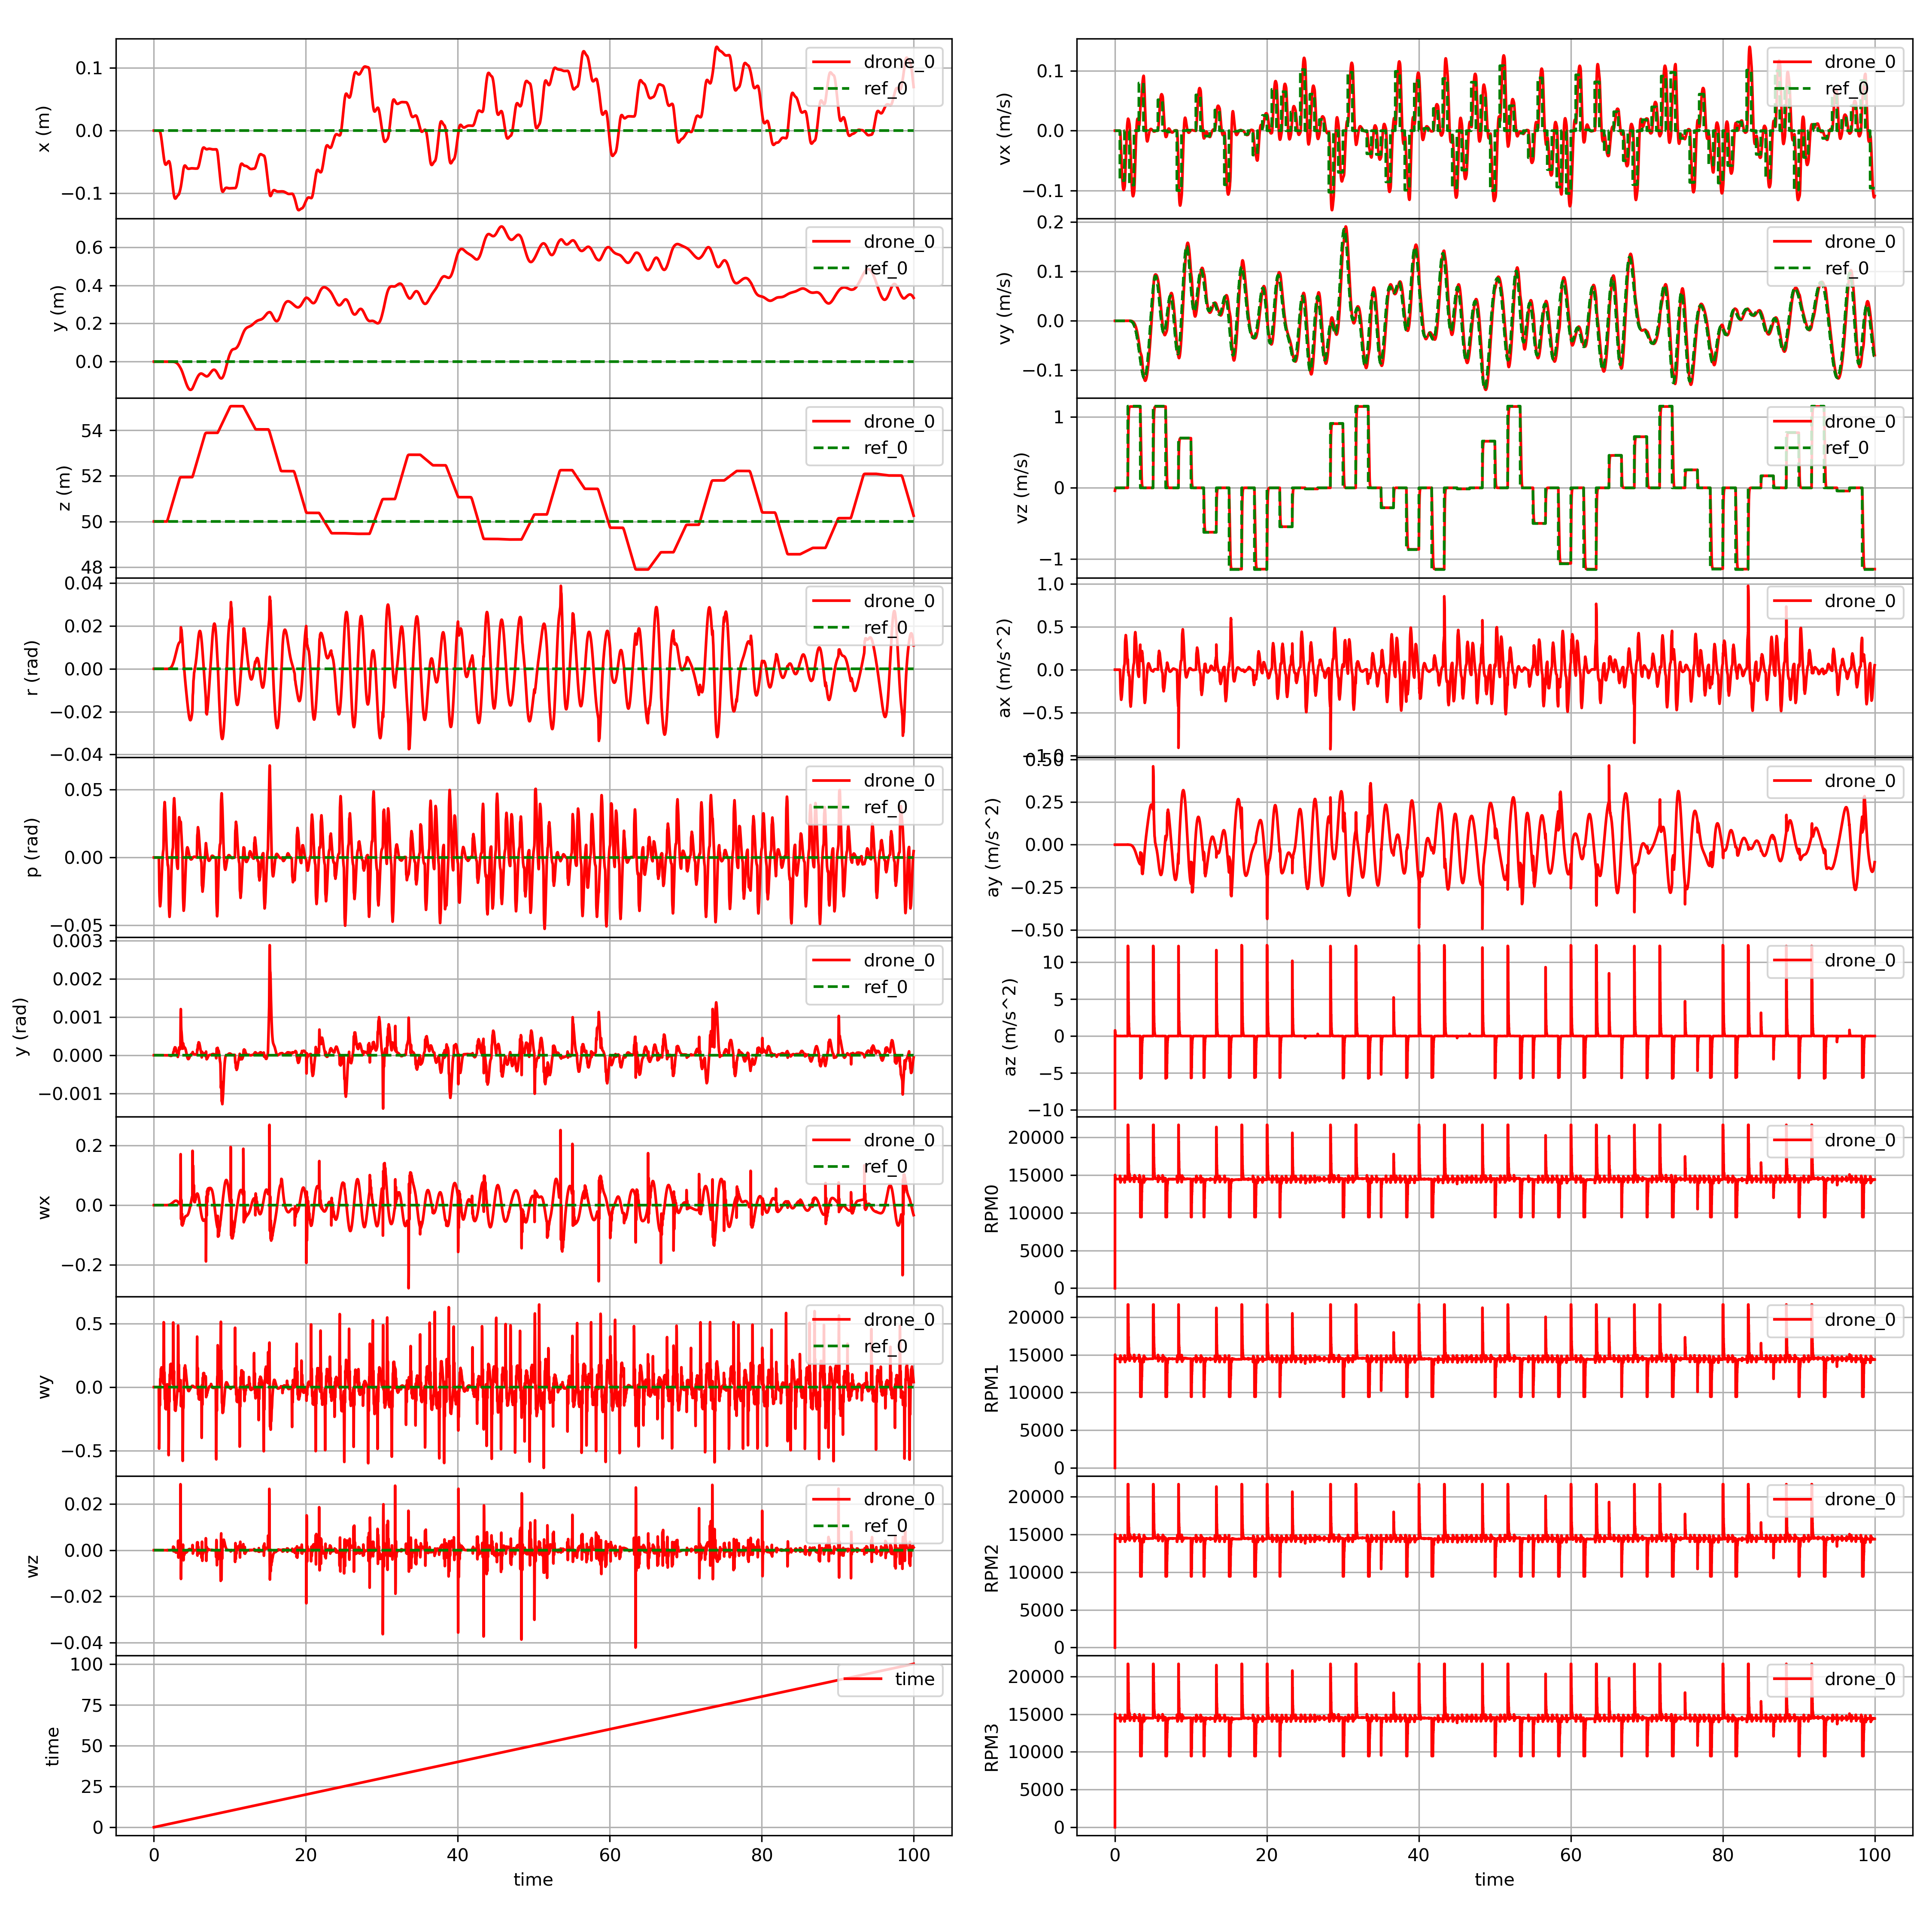 x (m)
0.1
0.0
−0.1
drone_0
ref_0
y (m)
0.6
0.4
0.2
0.0
drone_0
ref_0
z (m)
54
52
50
48
drone_0
ref_0
r (rad)
0.04
0.02
0.00
−0.02
−0.04
drone_0
ref_0
p (rad)
0.05
0.00
−0.05
drone_0
ref_0
y (rad)
0.003
0.002
0.001
0.000
−0.001
drone_0
ref_0
wx
0.2
0.0
−0.2
drone_0
ref_0
wy
0.5
0.0
−0.5
drone_0
ref_0
wz
0.02
0.00
−0.02
−0.04
drone_0
ref_0
time
100
75
50
25
0
time
0 20 40 60 80 100
time
vx (m/s)
0.1
0.0
−0.1
drone_0
ref_0
vy (m/s)
0.2
0.1
0.0
−0.1
drone_0
ref_0
vz (m/s)
1
0
−1
drone_0
ref_0
ax (m/s^2)
1.0
0.5
0.0
−0.5
−1.0
drone_0
ay (m/s^2)
0.50
0.25
0.00
−0.25
−0.50
drone_0
az (m/s^2)
10
5
0
−5
−10
drone_0
RPM0
20000
15000
10000
5000
0
drone_0
RPM1
20000
15000
10000
5000
0
drone_0
RPM2
20000
15000
10000
5000
0
drone_0
RPM3
20000
15000
10000
5000
0
drone_0
0 20 40 60 80 100
time